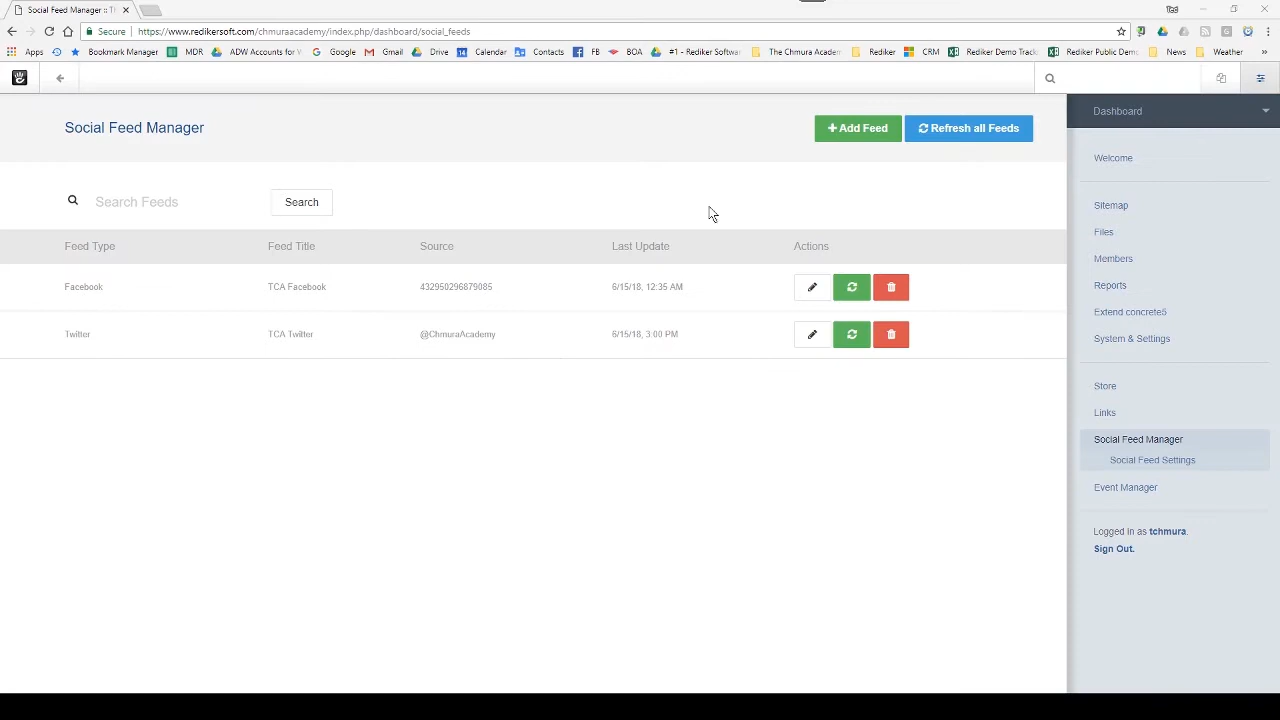 Social Feed Manager :: Tl
Secure
https://www.redikersoft.com/chmuraacademy/index.php/dashboard/social_feeds
Apps
Bookmark Manager
MDR
ADW Accounts for V
Google
Gmail
Drive
Calendar
Contacts
FB
BOA
#1 - Rediker Softwar
The Chmura Academ
Rediker
CRM
Rediker Demo Track
Rediker Public Demo
News
Weather
Social Feed Manager
Add Feed
Refresh all Feeds
Dashboard
Welcome
Search Feeds
Search
Feed Type Feed Title Source Last Update Actions
Facebook TCA Facebook 432950296879085 6/15/18, 12:35 AM
Twitter TCA Twitter @ChmuraAcademy 6/15/18, 3:00 PM
Sitemap
Files
Members
Reports
Extend concrete5
System & Settings
Store
Links
Social Feed Manager
Social Feed Settings
Event Manager
Logged in as tchmura.
Sign Out.